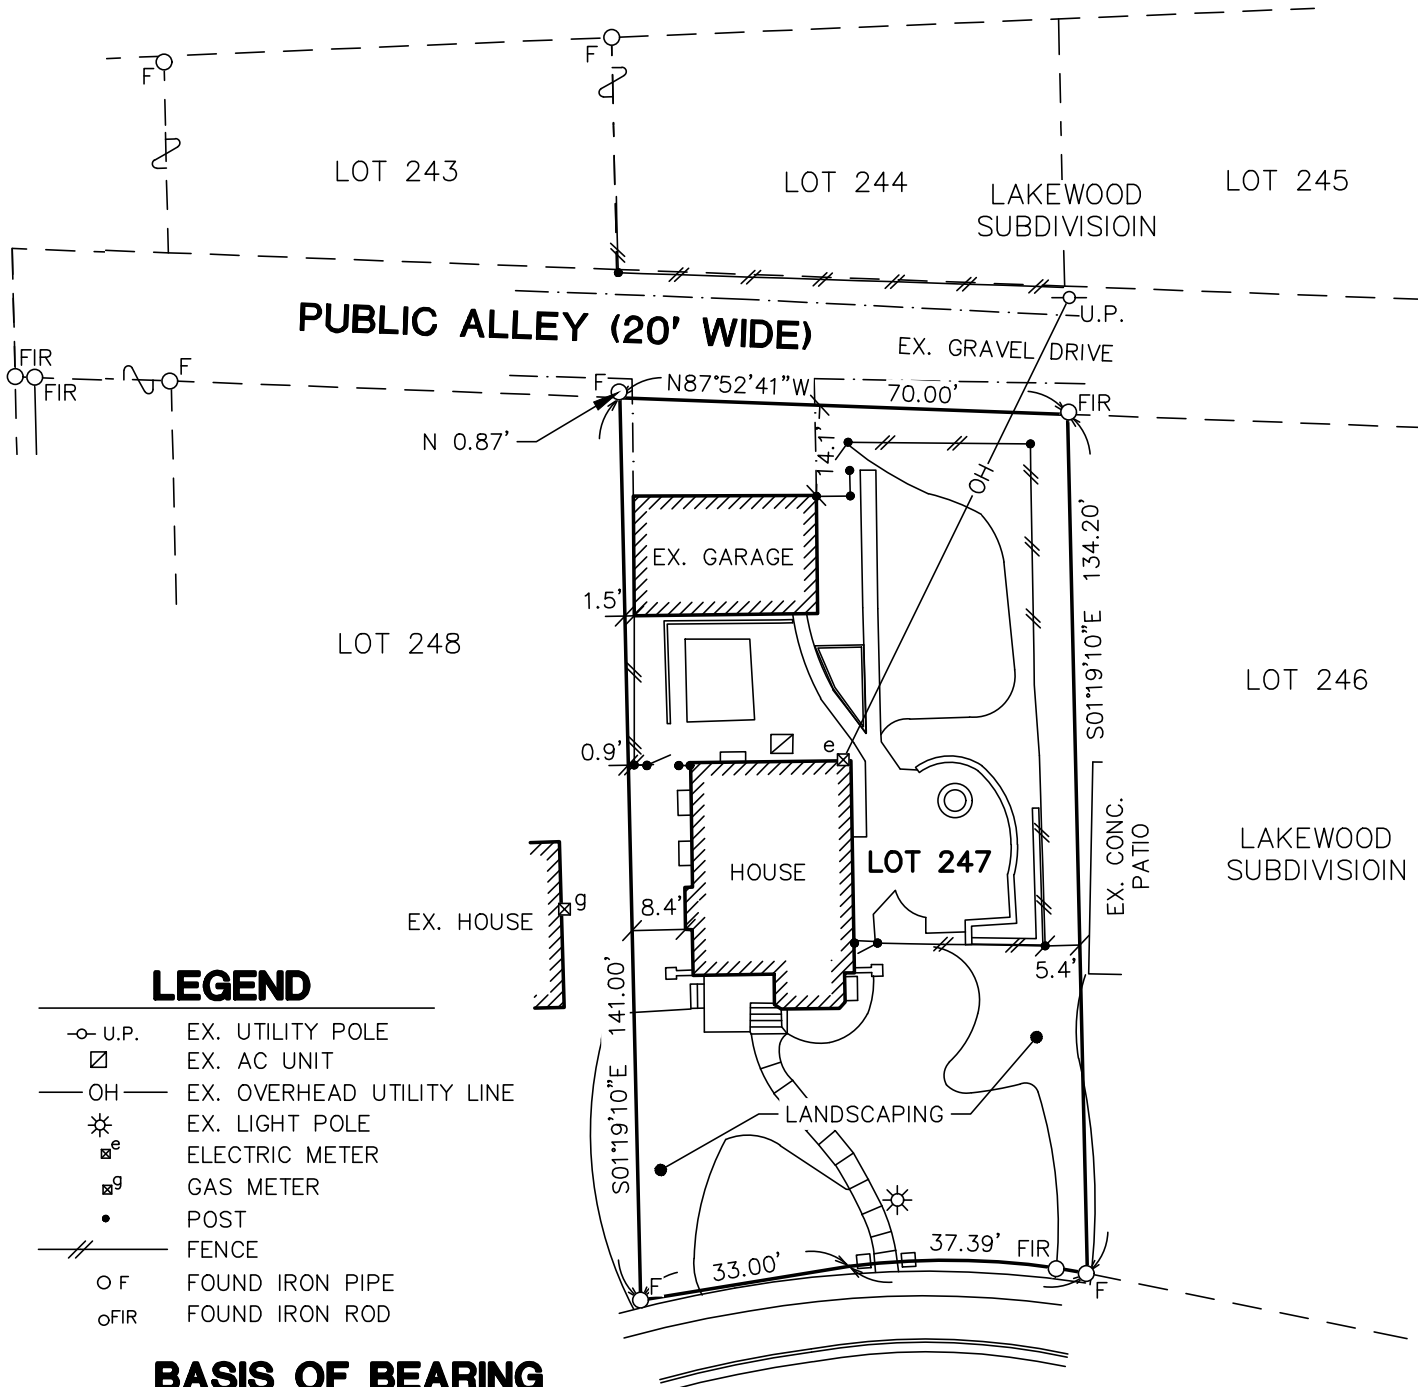 F
F
LOT 243
LOT 244
LAKEWOOD
SUBDIVISIOIN
LOT 245
PUBLIC ALLEY (20' WIDE)
U.P.
EX. GRAVEL DRIVE
FIR
FIR
F
F
N87°52'41"W
70.00'
FIR
N 0.87'
14.1'
OH
EX. GARAGE
134.20'
S01°19'10"E
1.5'
LOT 248
LOT 246
0.9'
e
HOUSE
LOT 247
EX. CONC.
PATIO
LAKEWOOD
SUBDIVISIOIN
g
EX. HOUSE
8.4'
5.4'
141.00'
S01°19'10"E
LANDSCAPING
37.39'
FIR
33.00'
F
F
LEGEND
U.P. EX. UTILITY POLE
EX. AC UNIT
OH EX. OVERHEAD UTILITY LINE
EX. LIGHT POLE
e ELECTRIC METER
g GAS METER
POST
FENCE
F FOUND IRON PIPE
FIR FOUND IRON ROD
BASIS OF BEARING